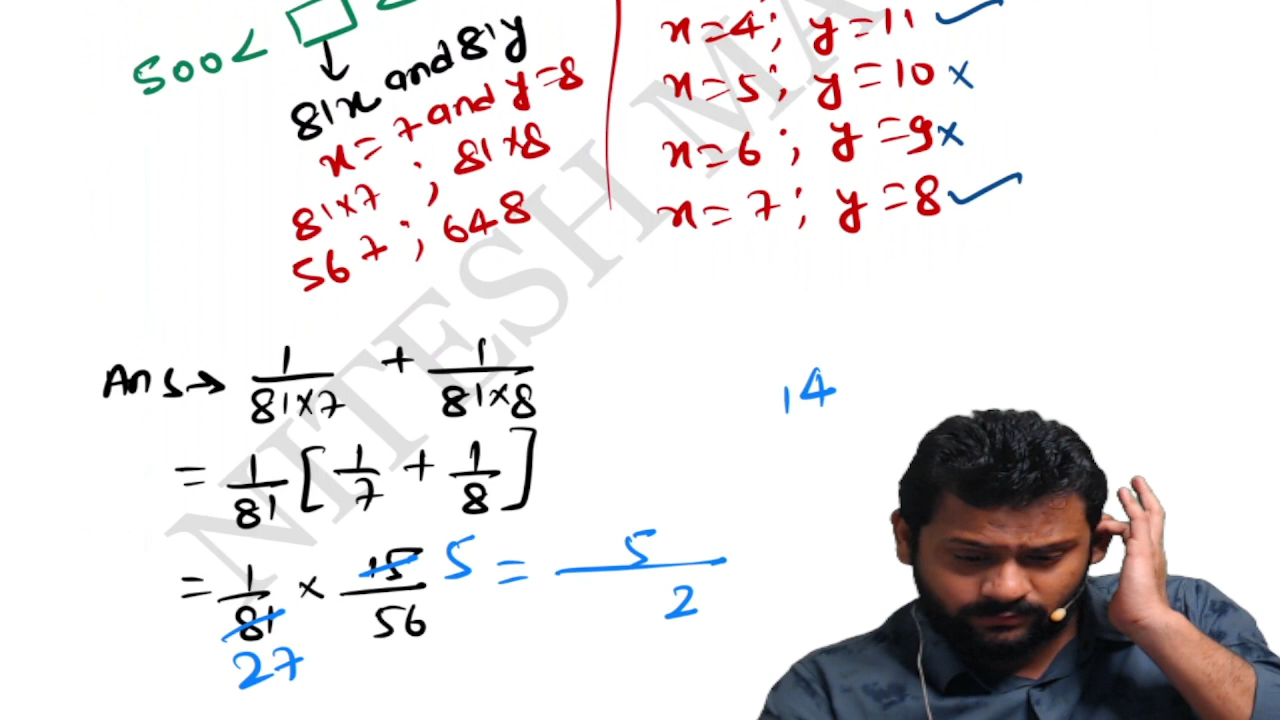 500 <
81x and 81y
x = 7 and y = 8
81×7 ; 81×8
567 ; 648
x = 4 ; y = 11 ✓
x = 5 ; y = 10 ×
x = 6 ; y = 9 ×
x = 7 ; y = 8 ✓
Ans → 1/(81×7) + 1/(81×8)
= 1/81 [1/7 + 1/8]
= 1/81 × 15/56 5 = 5/2
27
14
NITESH MA